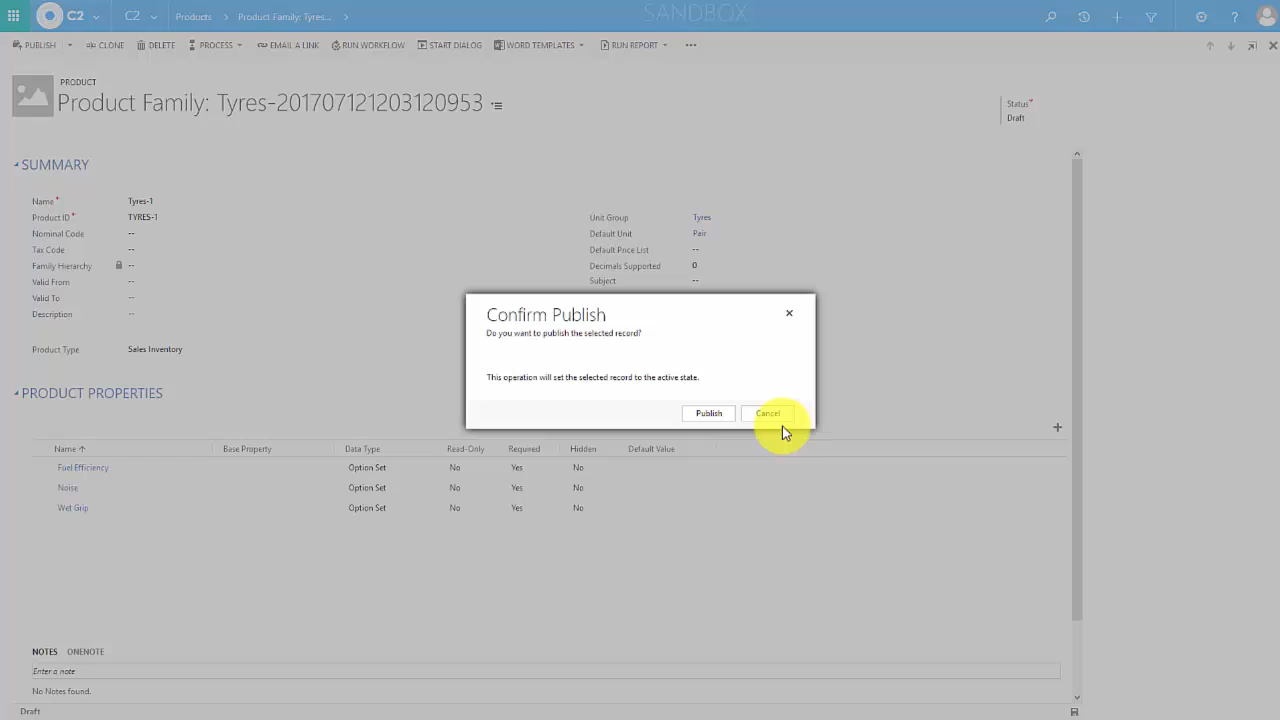 C2 C2 Products Product Family: Tyres... SANDBOX ?
PUBLISH CLONE DELETE PROCESS EMAIL A LINK RUN WORKFLOW START DIALOG WORD TEMPLATES RUN REPORT ...
PRODUCT
Product Family: Tyres-201707121203120953
Status*
Draft
SUMMARY
Name* Tyres-1
Product ID* TYRES-1
Nominal Code --
Tax Code --
Family Hierarchy --
Valid From --
Valid To --
Description --
Product Type Sales Inventory
Unit Group Tyres
Default Unit Pair
Default Price List --
Decimals Supported 0
Subject --
Confirm Publish
Do you want to publish the selected record?
This operation will set the selected record to the active state.
Publish Cancel
PRODUCT PROPERTIES
Name Base Property Data Type Read-Only Required Hidden Default Value
Fuel Efficiency Option Set No Yes No
Noise Option Set No Yes No
Wet Grip Option Set No Yes No
NOTES ONENOTE
Enter a note
No Notes found.
Draft